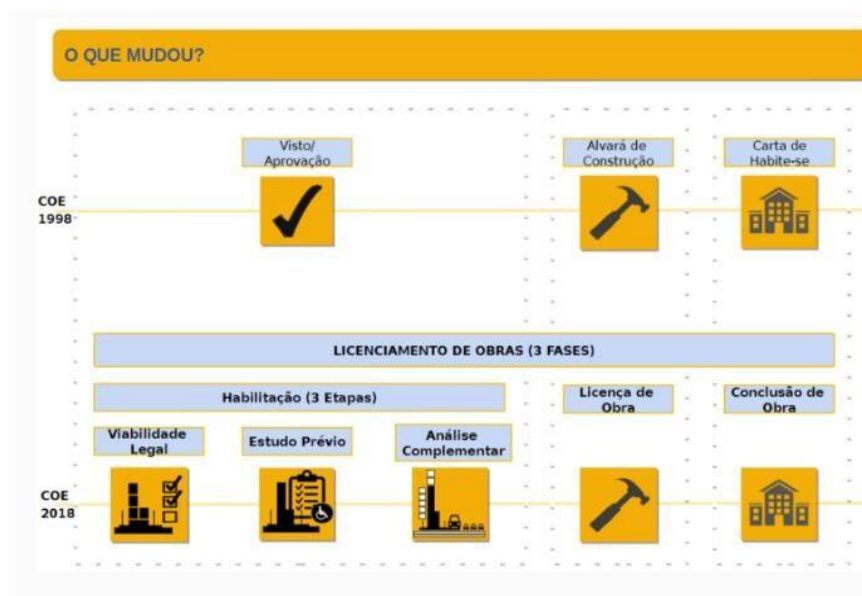 O QUE MUDOU?
Visto/
Aprovação
Alvará de
Construção
Carta de
Habite-se
COE
1998
LICENCIAMENTO DE OBRAS (3 FASES)
Habilitação (3 Etapas)
Licença de
Obra
Conclusão de
Obra
Viabilidade
Legal
Estudo Prévio
Análise
Complementar
COE
2018